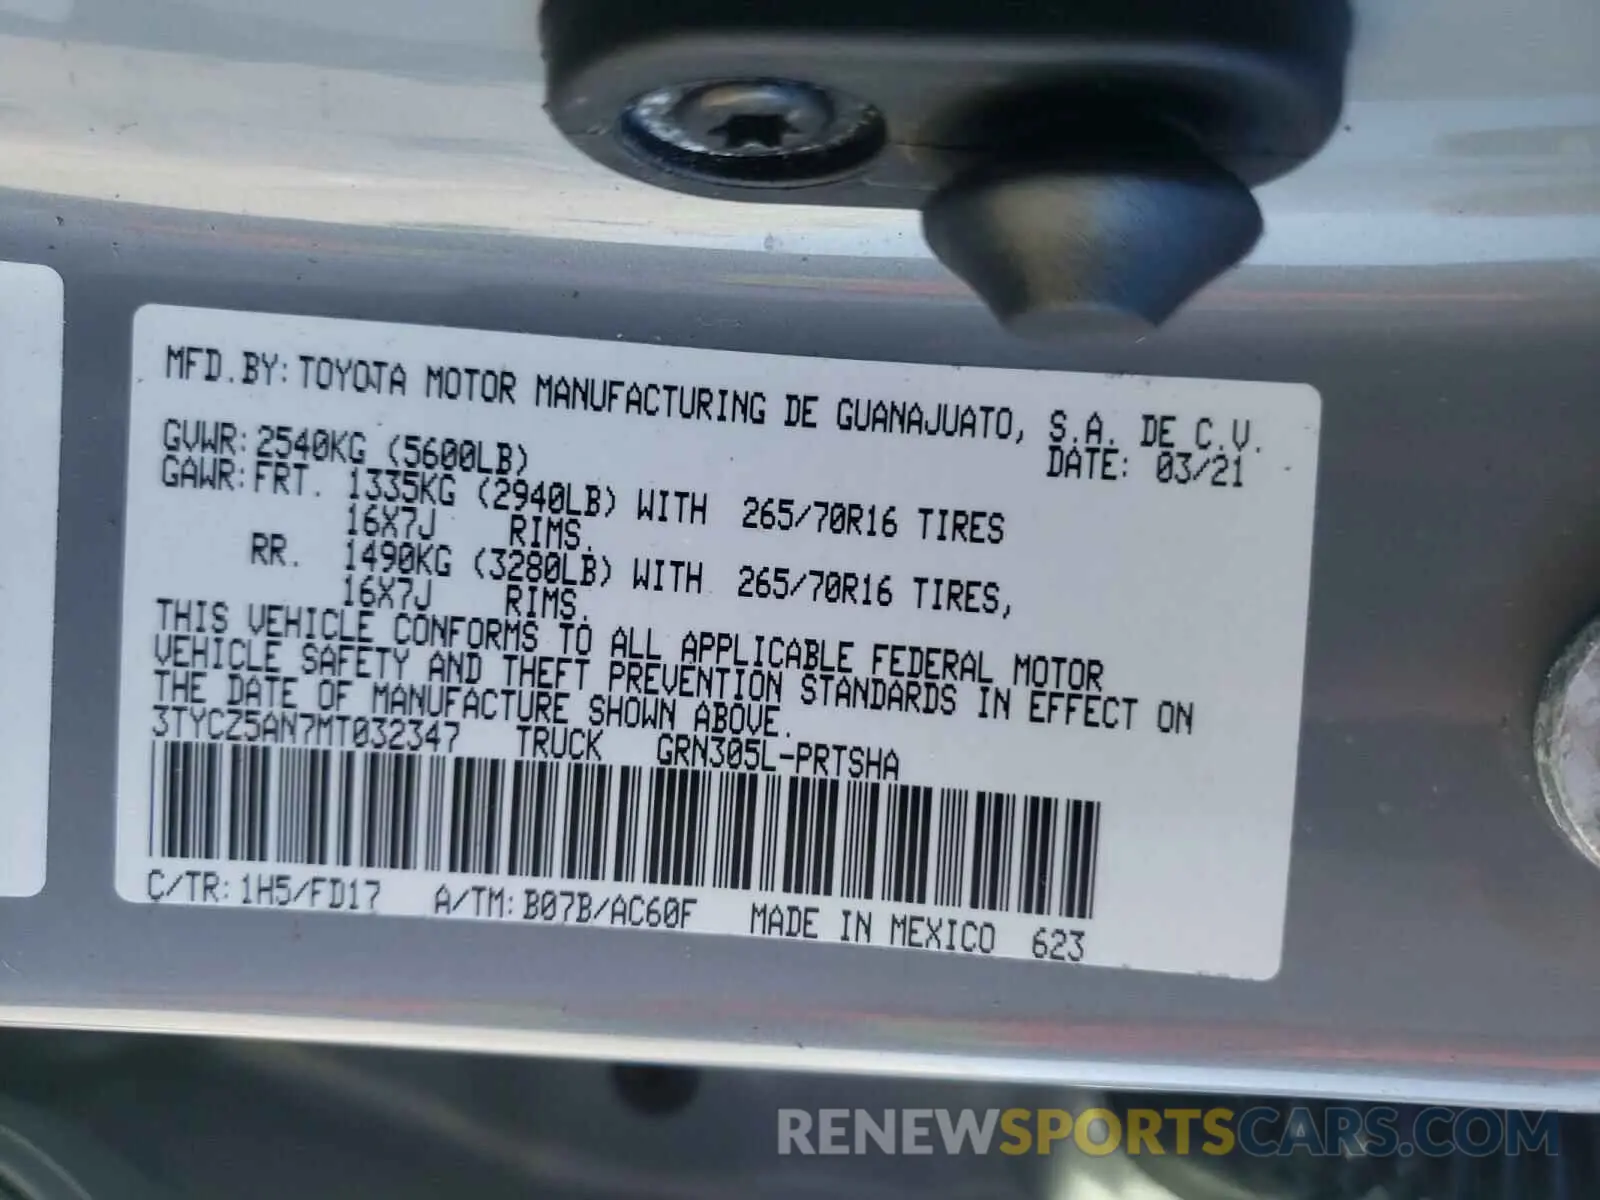 MFD.BY:TOYOTA MOTOR MANUFACTURING DE GUANAJUATO, S.A. DE C.V.
GVWR:2540KG (5600LB) DATE: 03/21
GAWR:FRT. 1335KG (2940LB) WITH 265/70R16 TIRES
16X7J RIMS.
RR. 1490KG (3280LB) WITH 265/70R16 TIRES,
16X7J RIMS.
THIS VEHICLE CONFORMS TO ALL APPLICABLE FEDERAL MOTOR
VEHICLE SAFETY AND THEFT PREVENTION STANDARDS IN EFFECT ON
THE DATE OF MANUFACTURE SHOWN ABOVE.
3TYCZ5AN7MT032347 TRUCK GRN305L-PRTSHA
C/TR:1H5/FD17 A/TM:B07B/AC60F MADE IN MEXICO 623
RENEWSPORTSCARS.COM